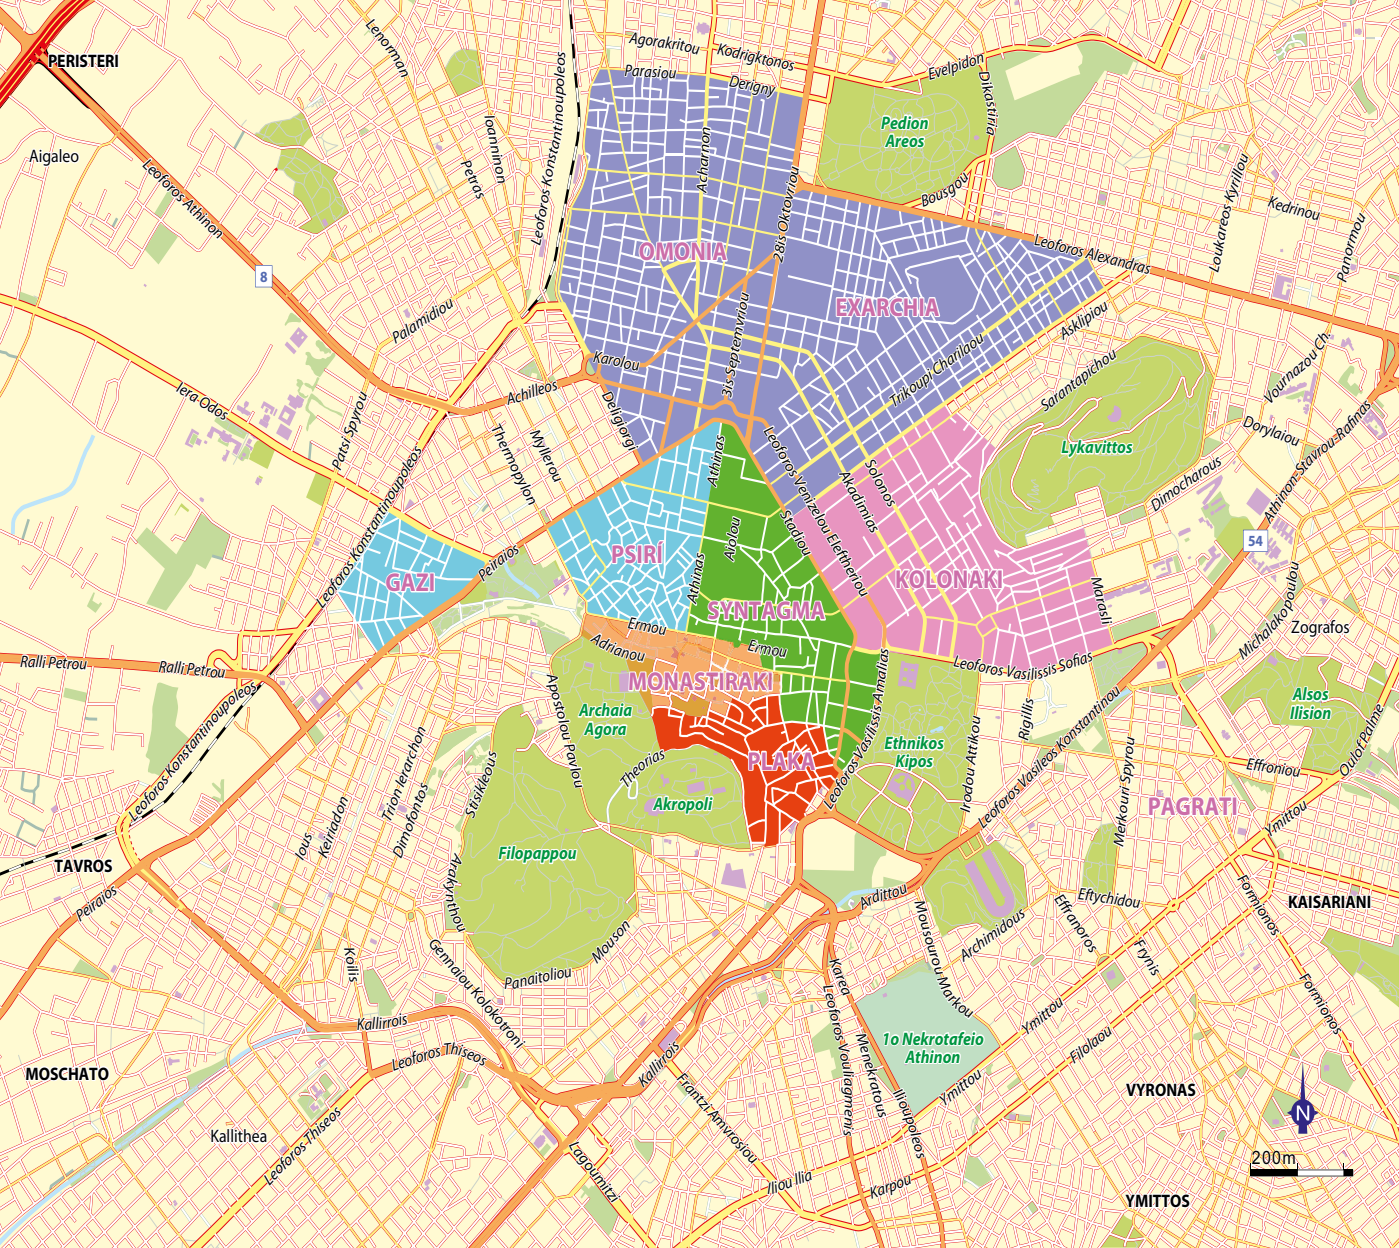 Lenorman
Agorakritou
Kodrigktonos
PERISTERI
Parasiou
Derigny
Evelpidon
Dikastiria
Leoforos Konstantinoupoleos
Ioanninon
Petras
Acharnon
Pedion
Areos
Aigaleo
Leoforos Athinon
28is Oktovriou
Bousgou
Loukareos Kyrillou
Kedrinou
Panormou
OMONIA
Leoforos Alexandras
8
EXARCHIA
Palamidiou
3is Septemvriou
Asklipiou
Karolou
Trikoupi Charilaou
Sarantapichou
Vournazou Ch.
Iera Odos
Achilleos
Deligiorgi
Patsi Spyrou
Thermopylon
Myllerou
Athinas
Leoforos Venizelou Eleftheriou
Akadimias
Solonos
Lykavittos
Dorylaiou
Dimocharous
Athinon-Stavrou-Rafinas
Leoforos Konstantinoupoleos
Aiolou
Stadiou
54
PSIRÍ
GAZI
Peiraios
Athinas
KOLONAKI
Marasli
SYNTAGMA
Michalakopoulou
Zografos
Ermou
Adrianou
Ermou
Ralli Petrou
Ralli Petrou
Leoforos Vasilissis Sofias
MONASTIRAKI
Leoforos Vasilissis Amalias
Apostolou Pavlou
Archaia
Agora
Rigillis
Leoforos Vasileos Konstantinou
Alsos
Ilision
Oulof Palme
Leoforos Konstantinoupoleos
Trion Ierarchon
Stisikleous
Theorias
PLAKA
Ethnikos
Kipos
Irodou Attikou
Merkouri Spyrou
Effroniou
Ious
Keiriadon
Dimofontos
Akropoli
PAGRATI
Ymittou
Filopappou
TAVROS
Arakynthou
Peiraios
Ardittou
Eftychidou
Formionos
KAISARIANI
Mousourou Markou
Archimidous
Effranoros
Koilis
Gennaiou Kolokotroni
Mouson
Panaitoliou
Frynis
Karea
Formionos
Kallirrois
Leoforos Vouliagmenis
Ymittou
Leoforos Thiseos
Kallirrois
Menekratous
1o Nekrotafeio
Athinon
Filolaou
MOSCHATO
Frantzi Amvrosiou
Ilioupoleos
Ymittou
VYRONAS
N
Kallithea
Leoforos Thiseos
Lagoumitzi
Iliou Ilia
Karpou
200m
YMITTOS